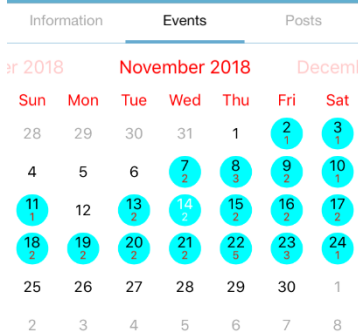 Information Events Posts
er 2018 November 2018 Decemb
Sun Mon Tue Wed Thu Fri Sat
28 29 30 31 1 2 3
1 1
4 5 6 7 8 9 10
2 3 2 1
11 12 13 14 15 16 17
1 2 2 2 2 2
18 19 20 21 22 23 24
2 2 2 2 5 3 1
25 26 27 28 29 30 1
2 3 4 5 6 7 8